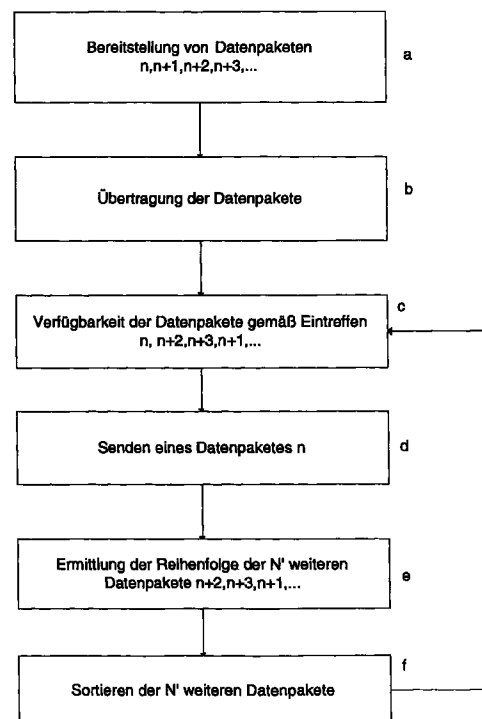 Bereitstellung von Datenpaketen
n,n+1,n+2,n+3,...
a
Übertragung der Datenpakete
b
c
Verfügbarkeit der Datenpakete gemäß Eintreffen
n, n+2,n+3,n+1,...
Senden eines Datenpaketes n
d
Ermittlung der Reihenfolge der N' weiteren
Datenpakete n+2,n+3,n+1,...
e
f
Sortieren der N' weiteren Datenpakete